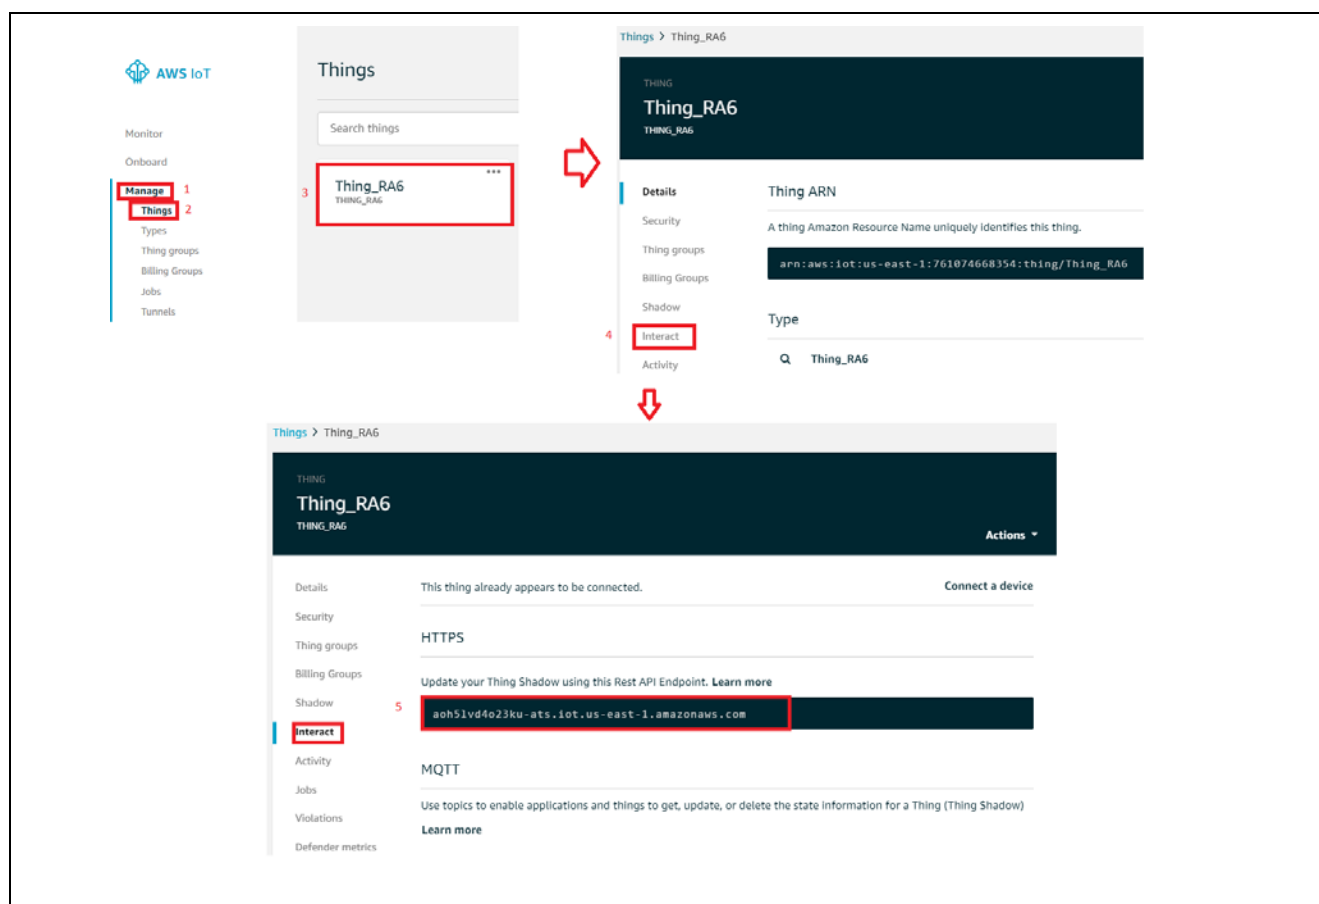 AWS IoT
Monitor
Onboard
Manage 1
Things 2
Types
Thing groups
Billing Groups
Jobs
Tunnels
Things
Search things
3
Thing_RA6
THING_RA6
Things > Thing_RA6
THING
Thing_RA6
THING_RA6
Details
Security
Thing groups
Billing Groups
Shadow
4 Interact
Activity
Thing ARN
A thing Amazon Resource Name uniquely identifies this thing.
arn:aws:iot:us-east-1:761074668354:thing/Thing_RA6
Type
Thing_RA6
Things > Thing_RA6
THING
Thing_RA6
THING_RA6
Actions
Details
Security
Thing groups
Billing Groups
Shadow
Interact
Activity
Jobs
Violations
Defender metrics
This thing already appears to be connected.
Connect a device
HTTPS
Update your Thing Shadow using this Rest API Endpoint. Learn more
5
aoh5lvd4o23ku-ats.iot.us-east-1.amazonaws.com
MQTT
Use topics to enable applications and things to get, update, or delete the state information for a Thing (Thing Shadow)
Learn more